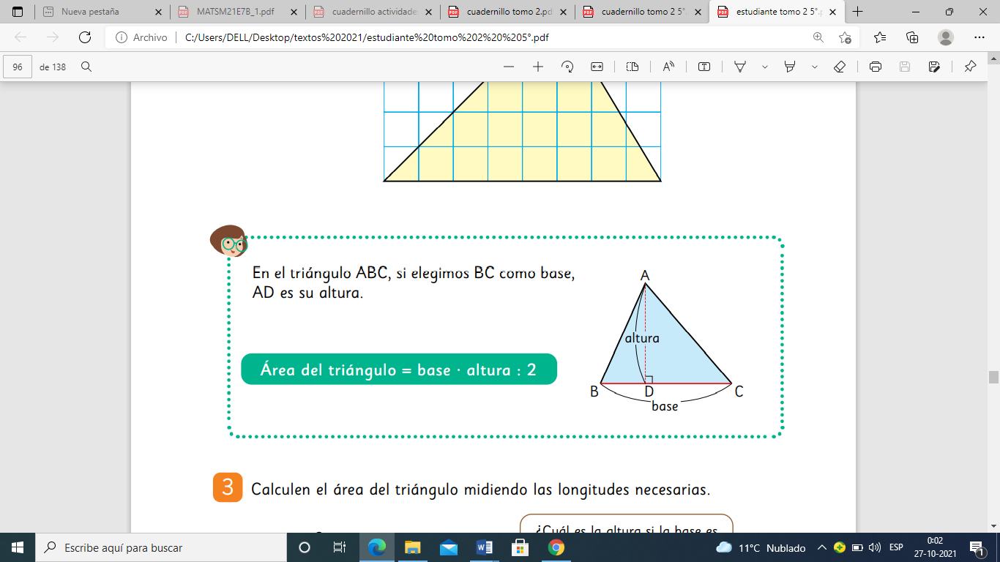 Nueva pestaña
MATSM21E7B_1.pdf
cuadernillo actividade
cuadernillo tomo 2.pd
cuadernillo tomo 2 5°.
estudiante tomo 2 5°.p
Archivo
C:/Users/DELL/Desktop/textos%202021/estudiante%20tomo%202%20%205°.pdf
96
de 138
En el triángulo ABC, si elegimos BC como base,
AD es su altura.
Área del triángulo = base · altura : 2
A
altura
B
D
C
base
3
Calculen el área del triángulo midiendo las longitudes necesarias.
¿Cuál es la altura si la base es
Escribe aquí para buscar
11°C Nublado
ESP
0:02
27-10-2021
1